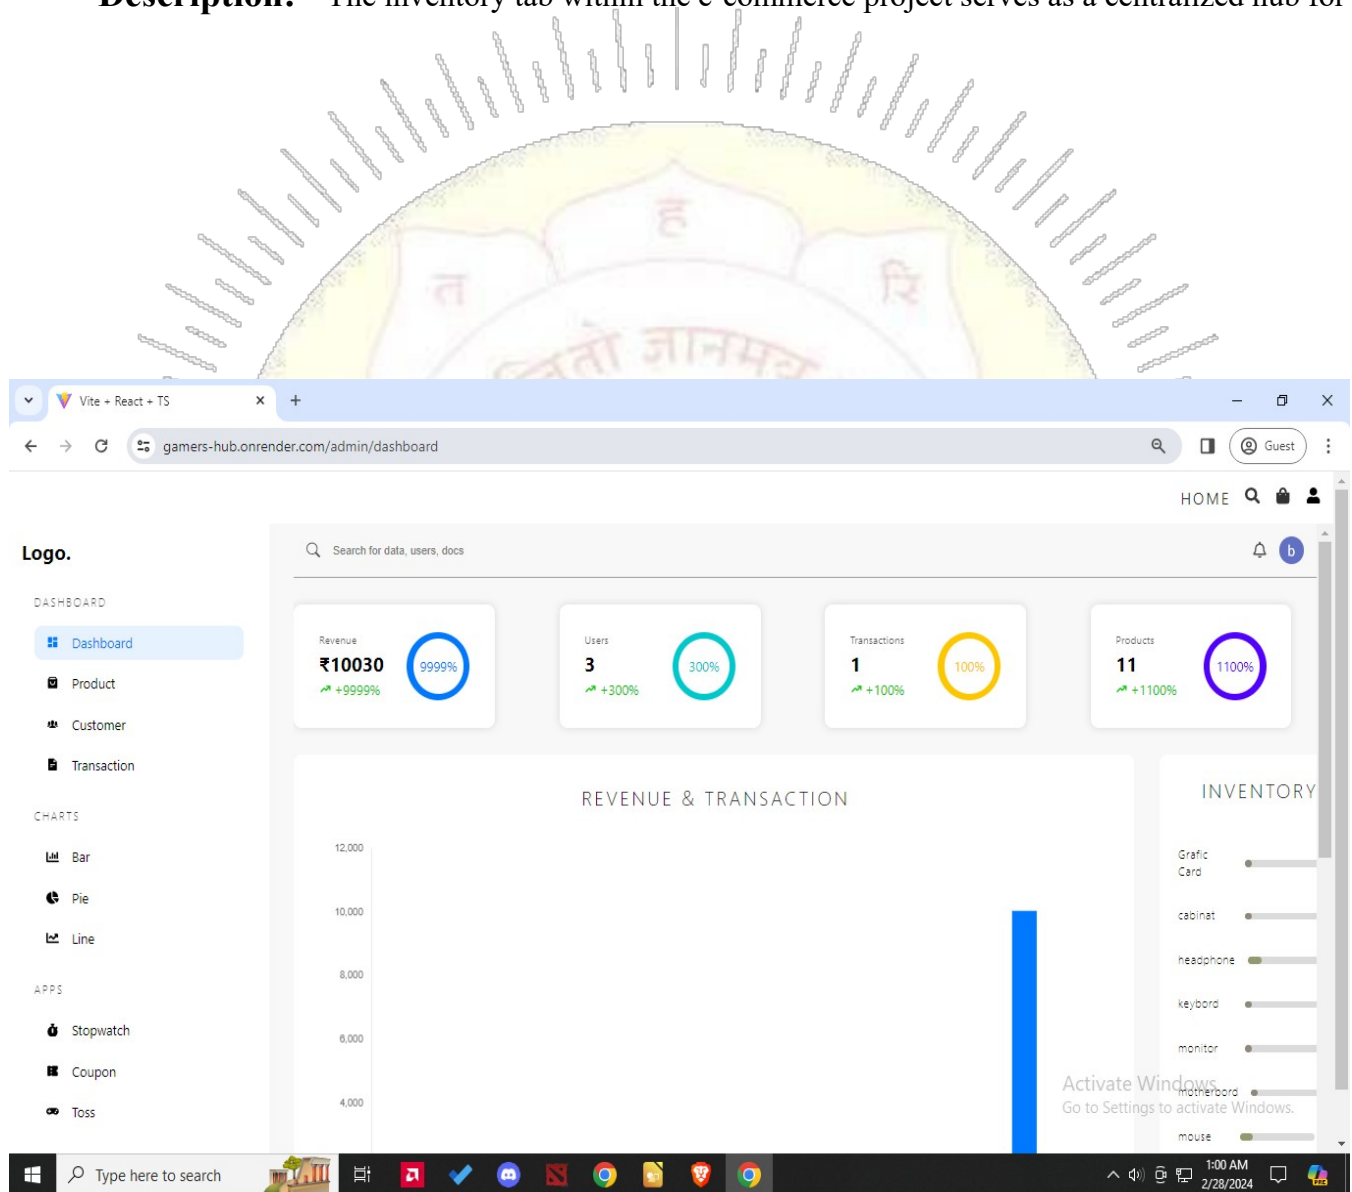 Description: The inventory tab within the e-commerce project serves as a centralized hub for
ह
त
रि
तो ज्ञानमव
Vite + React + TS
gamers-hub.onrender.com/admin/dashboard
Guest
HOME
Logo.
Search for data, users, docs
b
DASHBOARD
Dashboard
Product
Customer
Transaction
Revenue
₹10030
+9999%
9999%
Users
3
+300%
300%
Transactions
1
+100%
100%
Products
11
+1100%
1100%
CHARTS
Bar
Pie
Line
APPS
Stopwatch
Coupon
Toss
REVENUE & TRANSACTION
12,000
10,000
8,000
6,000
4,000
INVENTORY
Grafic
Card
cabinat
headphone
keybord
monitor
motherbord
mouse
Activate Windows
Go to Settings to activate Windows.
Type here to search
PRE
1:00 AM
2/28/2024